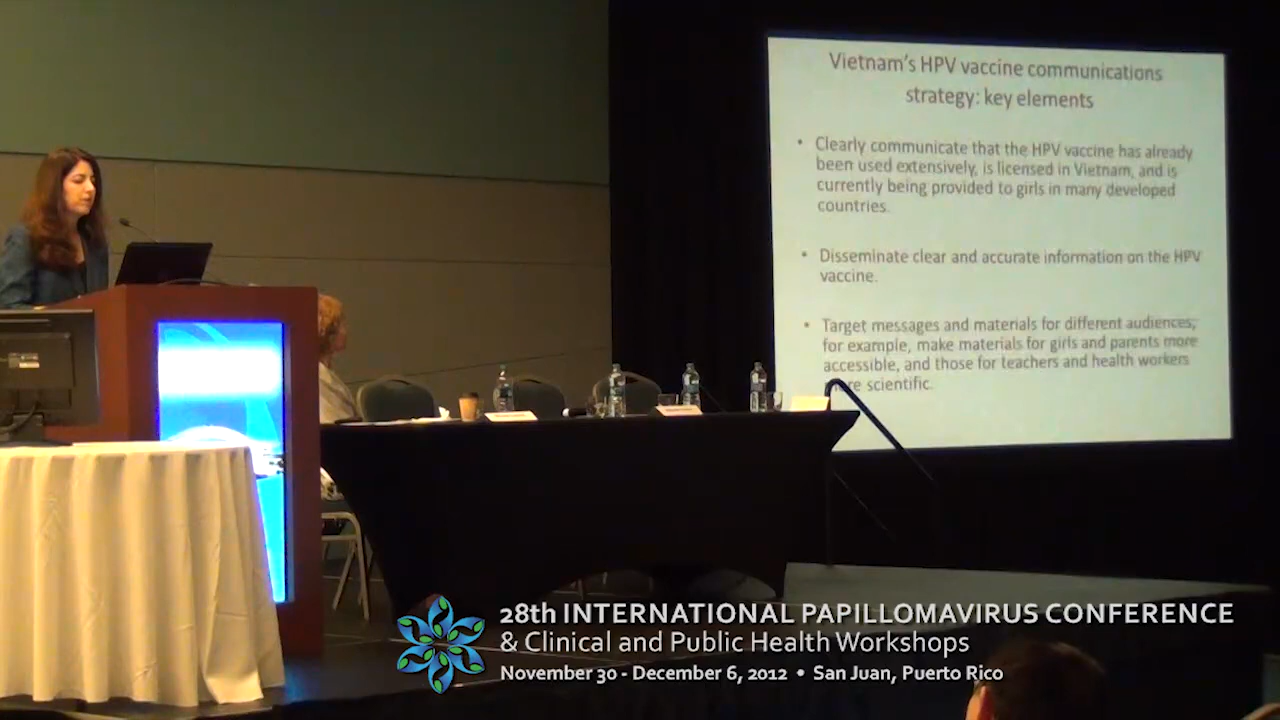 Vietnam's HPV vaccine communications
strategy: key elements
• Clearly communicate that the HPV vaccine has already
been used extensively, is licensed in Vietnam, and is
currently being provided to girls in many developed
countries.
• Disseminate clear and accurate information on the HPV
vaccine.
• Target messages and materials for different audiences;
for example, make materials for girls and parents more
accessible, and those for teachers and health workers
more scientific.
28th INTERNATIONAL PAPILLOMAVIRUS CONFERENCE
& Clinical and Public Health Workshops
November 30 - December 6, 2012 • San Juan, Puerto Rico